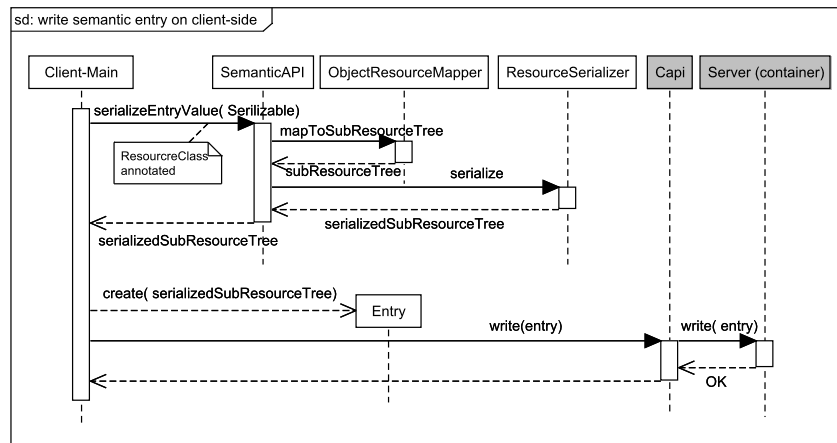 sd: write semantic entry on client-side
Client-Main
SemanticAPI
ObjectResourceMapper
ResourceSerializer
Capi
Server (container)
serializeEntryValue( Serilizable)
mapToSubResourceTree
ResourcreClass
annotated
subResourceTree
serialize
serializedSubResourceTree
serializedSubResourceTree
create( serializedSubResourceTree)
Entry
write(entry)
write( entry)
OK